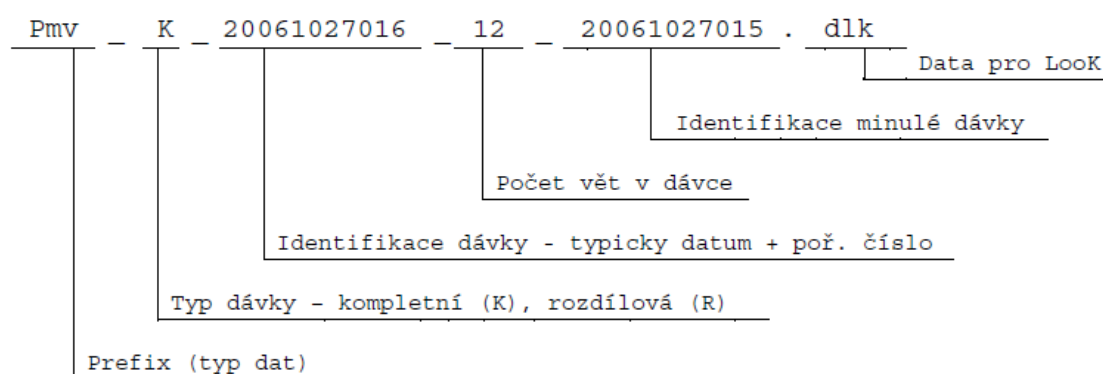 Pmv _ K _ 20061027016 _ 12 _ 20061027015 . dlk
Data pro LooK
Identifikace minulé dávky
Počet vět v dávce
Identifikace dávky - typicky datum + poř. číslo
Typ dávky - kompletní (K), rozdílová (R)
Prefix (typ dat)